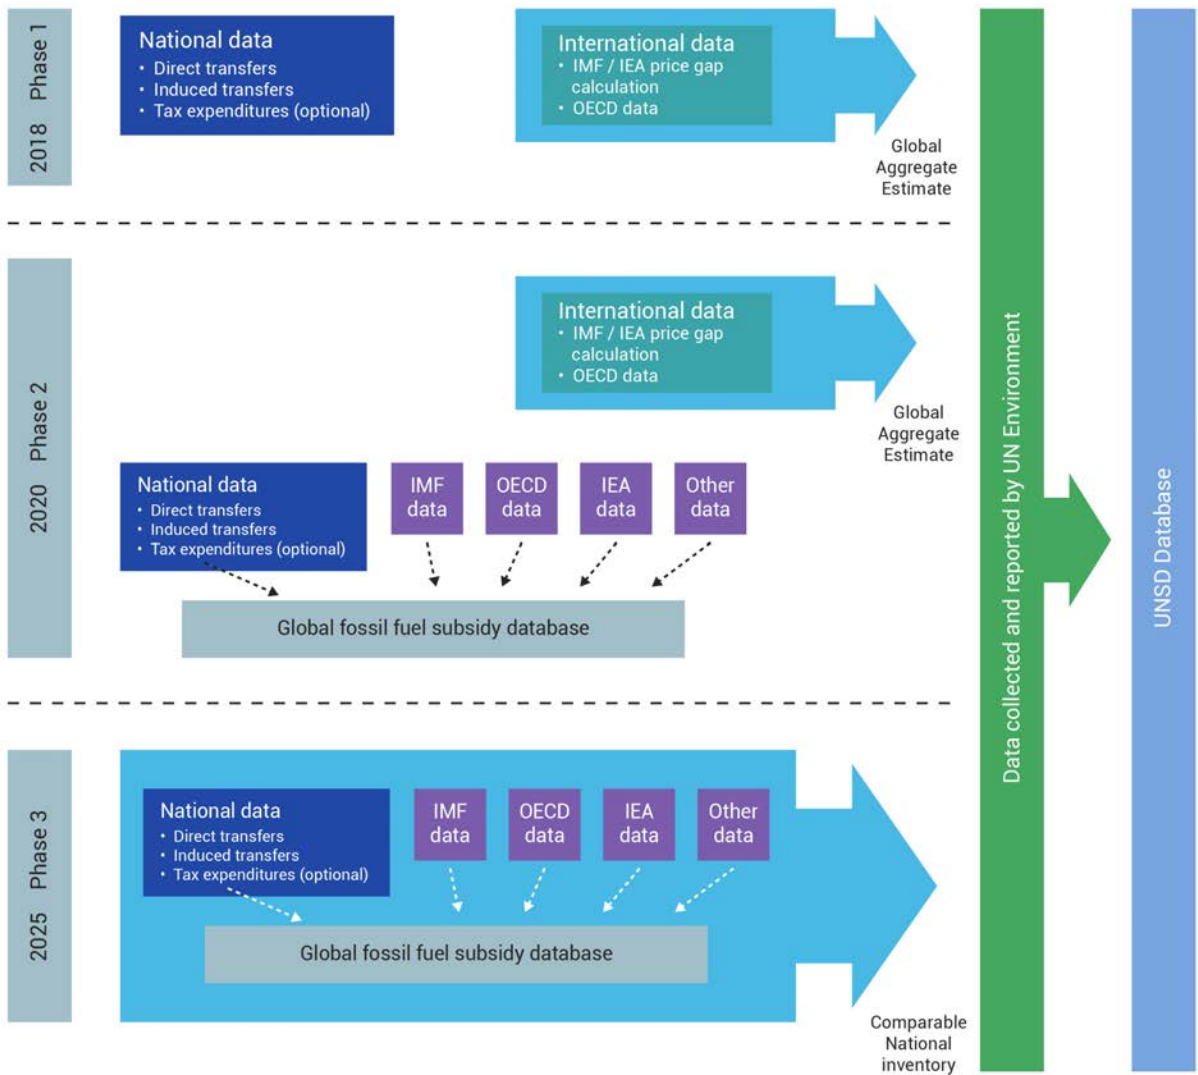 2018 Phase 1
National data
• Direct transfers
• Induced transfers
• Tax expenditures (optional)
International data
• IMF / IEA price gap
calculation
• OECD data
Global
Aggregate
Estimate
2020 Phase 2
International data
• IMF / IEA price gap
calculation
• OECD data
Global
Aggregate
Estimate
National data
• Direct transfers
• Induced transfers
• Tax expenditures (optional)
IMF
data
OECD
data
IEA
data
Other
data
Global fossil fuel subsidy database
2025 Phase 3
National data
• Direct transfers
• Induced transfers
• Tax expenditures (optional)
IMF
data
OECD
data
IEA
data
Other
data
Global fossil fuel subsidy database
Comparable
National
inventory
Data collected and reported by UN Environment
UNSD Database